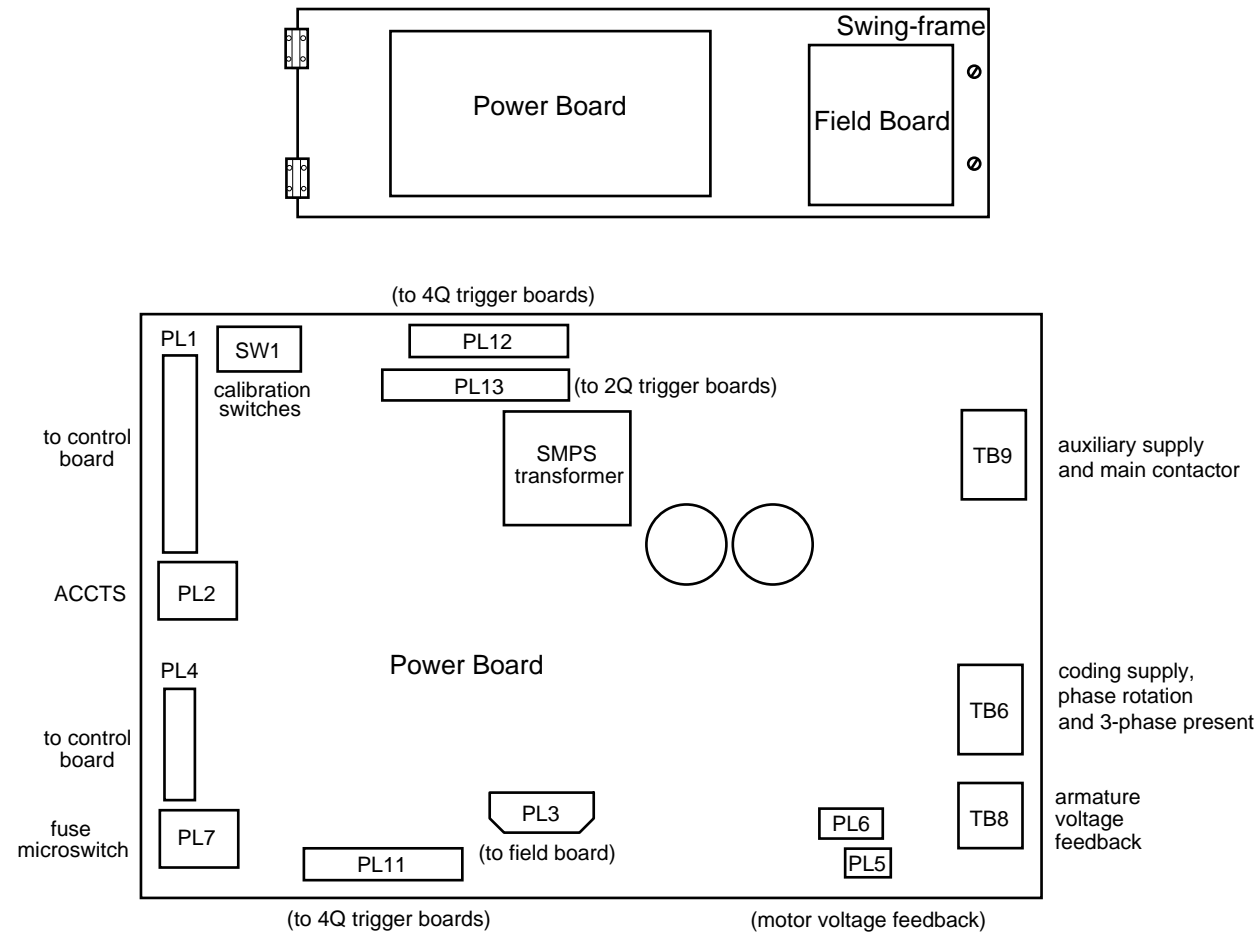 Swing-frame
Power Board
Field Board
(to 4Q trigger boards)
PL1
SW1
calibration
switches
PL12
PL13
(to 2Q trigger boards)
to control
board
SMPS
transformer
TB9
auxiliary supply
and main contactor
ACCTS
PL2
Power Board
PL4
to control
board
TB6
coding supply,
phase rotation
and 3-phase present
fuse
microswitch
PL7
PL3
(to field board)
PL11
PL6
PL5
TB8
armature
voltage
feedback
(to 4Q trigger boards)
(motor voltage feedback)